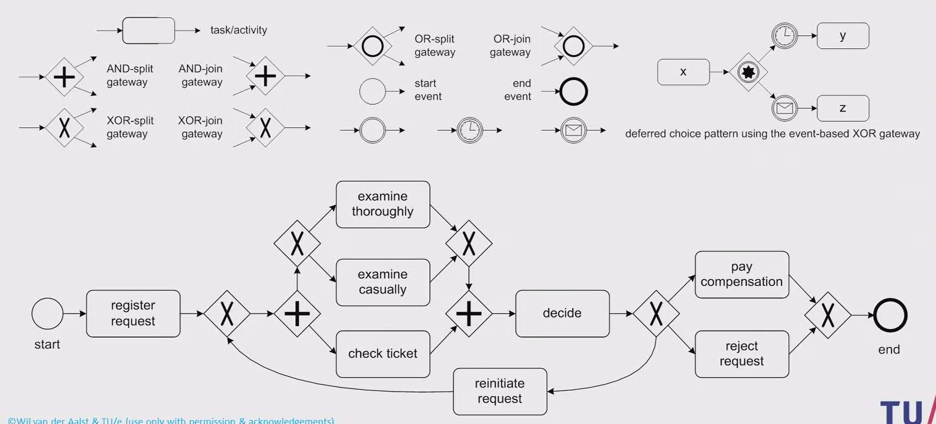 task/activity
AND-split
gateway
AND-join
gateway
XOR-split
gateway
XOR-join
gateway
OR-split
gateway
OR-join
gateway
start
event
end
event
x
y
z
deferred choice pattern using the event-based XOR gateway
start
register
request
examine
thoroughly
examine
casually
check ticket
decide
reinitiate
request
pay
compensation
reject
request
end
©Wil van der Aalst & TU/e (use only with permission & acknowledgements)
TU/